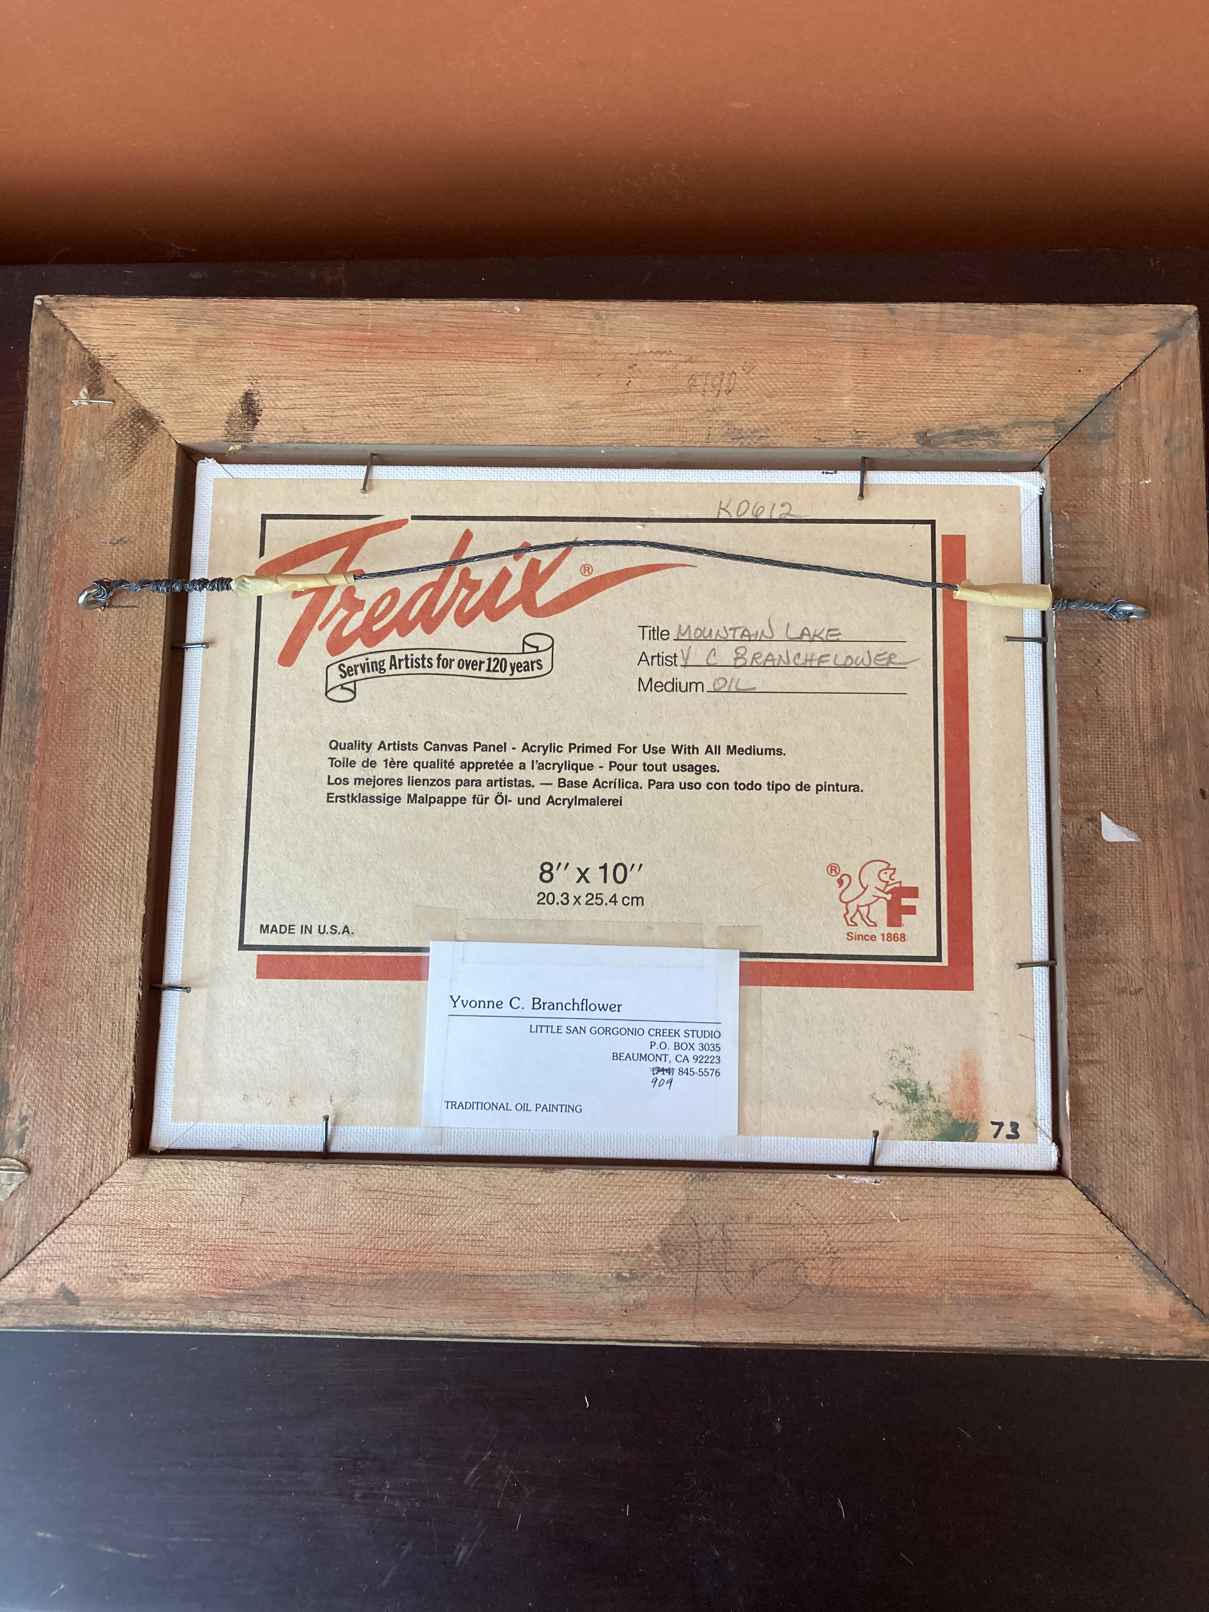 K0612
Fredrix ®
Serving Artists for over 120 years
Title MOUNTAIN LAKE
Artist Y C BRANCHFLOWER
Medium OIL
Quality Artists Canvas Panel - Acrylic Primed For Use With All Mediums.
Toile de 1ère qualité appretée a l'acrylique - Pour tout usages.
Los mejores lienzos para artistas. — Base Acrílica. Para uso con todo tipo de pintura.
Erstklassige Malpappe für Öl- und Acrylmalerei
8" x 10"
20.3 x 25.4 cm
® F
Since 1868
MADE IN U.S.A.
Yvonne C. Branchflower
LITTLE SAN GORGONIO CREEK STUDIO
P.O. BOX 3035
BEAUMONT, CA 92223
(714) 845-5576
909
TRADITIONAL OIL PAINTING
73